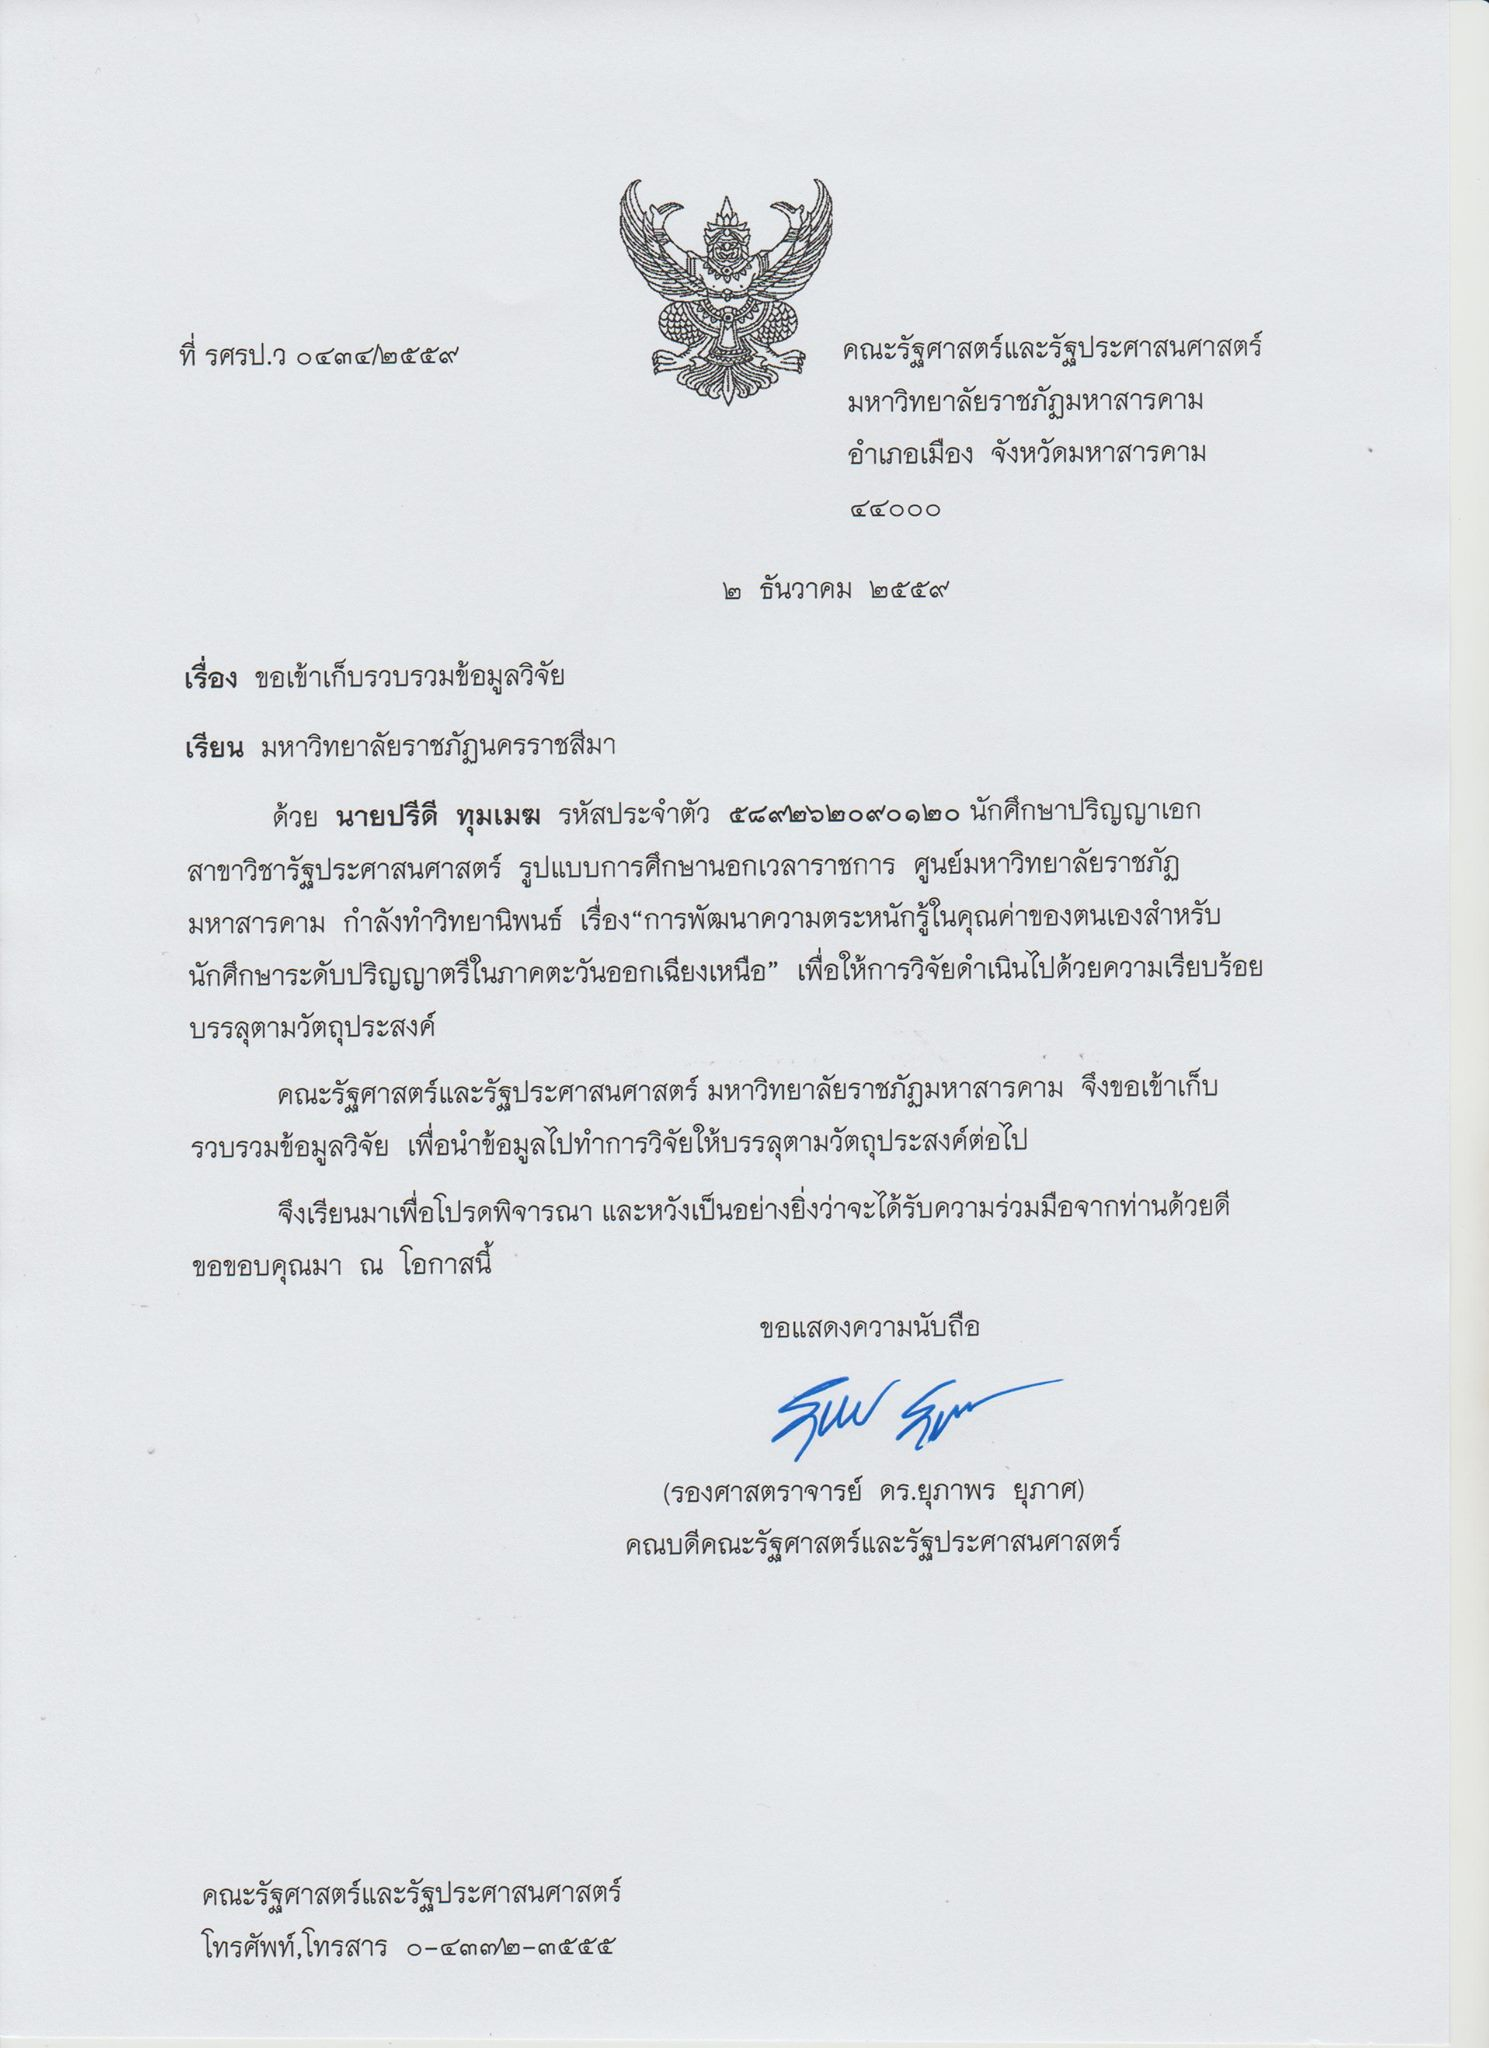 ที่ รศรป.ว ๐๔๓๔/๒๕๕๙
คณะรัฐศาสตร์และรัฐประศาสนศาสตร์
มหาวิทยาลัยราชภัฏมหาสารคาม
อำเภอเมือง จังหวัดมหาสารคาม
๔๔๐๐๐
๒ ธันวาคม ๒๕๕๙
เรื่อง ขอเข้าเก็บรวบรวมข้อมูลวิจัย
เรียน มหาวิทยาลัยราชภัฏนครราชสีมา
ด้วย นายปรีดี ทุมเมฆ รหัสประจำตัว ๕๘๙๒๖๒๐๙๐๑๒๐ นักศึกษาปริญญาเอก
สาขาวิชารัฐประศาสนศาสตร์ รูปแบบการศึกษานอกเวลาราชการ ศูนย์มหาวิทยาลัยราชภัฏ
มหาสารคาม กำลังทำวิทยานิพนธ์ เรื่อง“การพัฒนาความตระหนักรู้ในคุณค่าของตนเองสำหรับ
นักศึกษาระดับปริญญาตรีในภาคตะวันออกเฉียงเหนือ” เพื่อให้การวิจัยดำเนินไปด้วยความเรียบร้อย
บรรลุตามวัตถุประสงค์
คณะรัฐศาสตร์และรัฐประศาสนศาสตร์ มหาวิทยาลัยราชภัฏมหาสารคาม จึงขอเข้าเก็บ
รวบรวมข้อมูลวิจัย เพื่อนำข้อมูลไปทำการวิจัยให้บรรลุตามวัตถุประสงค์ต่อไป
จึงเรียนมาเพื่อโปรดพิจารณา และหวังเป็นอย่างยิ่งว่าจะได้รับความร่วมมือจากท่านด้วยดี
ขอขอบคุณมา ณ โอกาสนี้
ขอแสดงความนับถือ
(รองศาสตราจารย์ ดร.ยุภาพร ยุภาศ)
คณบดีคณะรัฐศาสตร์และรัฐประศาสนศาสตร์
คณะรัฐศาสตร์และรัฐประศาสนศาสตร์
โทรศัพท์,โทรสาร ๐-๔๓๗๒-๓๕๕๕